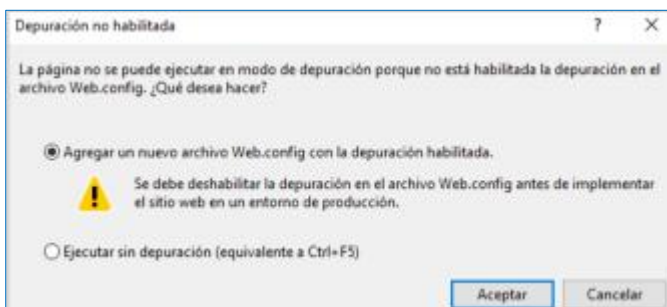 Depuración no habilitada
La página no se puede ejecutar en modo de depuración porque no está habilitada la depuración en el
archivo Web.config. ¿Qué desea hacer?
Agregar un nuevo archivo Web.config con la depuración habilitada.
Se debe deshabilitar la depuración en el archivo Web.config antes de implementar
el sitio web en un entorno de producción.
Ejecutar sin depuración (equivalente a Ctrl+F5)
Aceptar Cancelar